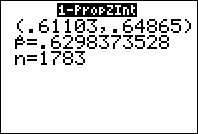 1-PropZInt
(.61103,.64865)
p̂=.6298373528
n=1783